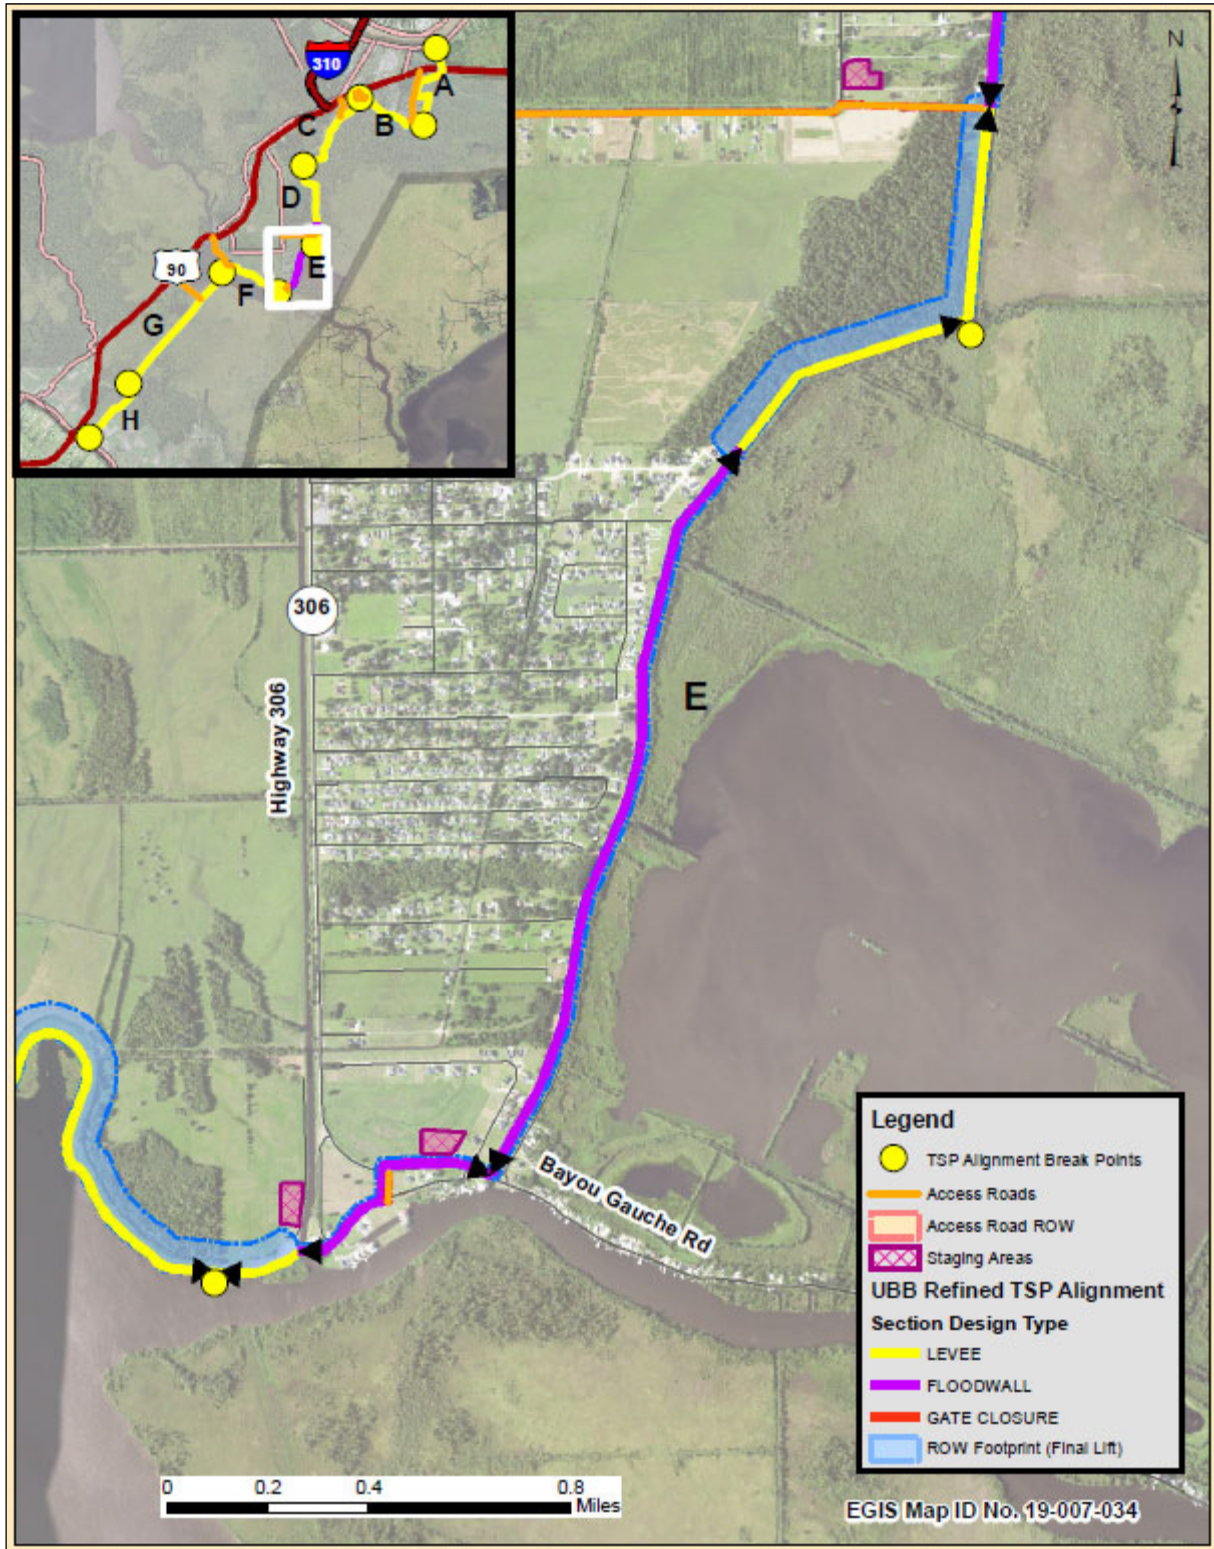 310
A
C
B
D
E
90
F
G
H
N
306
Highway 306
E
Bayou Gauche Rd
Legend
TSP Alignment Break Points
Access Roads
Access Road ROW
Staging Areas
UBB Refined TSP Alignment
Section Design Type
LEVEE
FLOODWALL
GATE CLOSURE
ROW Footprint (Final Lift)
0 0.2 0.4 0.8
Miles
EGIS Map ID No. 19-007-034